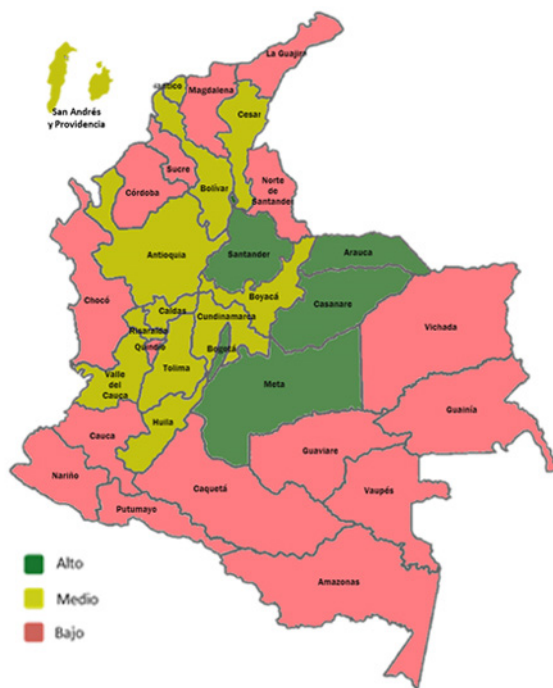 La Guajira
Magdalena
Cesar
San Andrés
y Providencia
Sucre
Córdoba
Bolívar
Norte
de
Santander
Antioquia
Santander
Arauca
Chocó
Boyacá
Casanare
Caldas
Cundinamarca
Vichada
Risaralda
Quindío
Bogotá
Valle
del
Cauca
Tolima
Meta
Guainía
Huila
Cauca
Guaviare
Nariño
Caquetá
Vaupés
Putumayo
Amazonas
Alto
Medio
Bajo